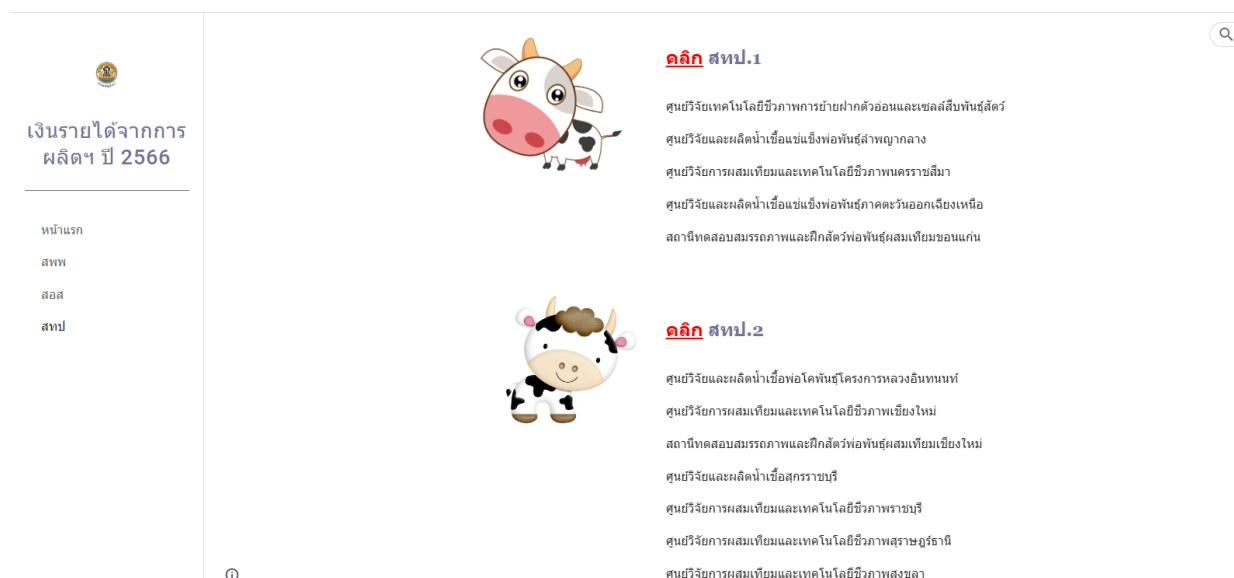 เงินรายได้จากการ
ผลิตฯ ปี 2566
หน้าแรก
สพพ
สอส
สทป
คลิก สทป.1
ศูนย์วิจัยเทคโนโลยีชีวภาพการย้ายฝากตัวอ่อนและเซลล์สืบพันธุ์สัตว์
ศูนย์วิจัยและผลิตน้ำเชื้อแช่แข็งพ่อพันธุ์ลำพญากลาง
ศูนย์วิจัยการผสมเทียมและเทคโนโลยีชีวภาพนครราชสีมา
ศูนย์วิจัยและผลิตน้ำเชื้อแช่แข็งพ่อพันธุ์ภาคตะวันออกเฉียงเหนือ
สถานีทดสอบสมรรถภาพและฝึกสัตว์พ่อพันธุ์ผสมเทียมขอนแก่น
คลิก สทป.2
ศูนย์วิจัยและผลิตน้ำเชื้อพ่อโคพันธุ์โครงการหลวงอินทนนท์
ศูนย์วิจัยการผสมเทียมและเทคโนโลยีชีวภาพเชียงใหม่
สถานีทดสอบสมรรถภาพและฝึกสัตว์พ่อพันธุ์ผสมเทียมเชียงใหม่
ศูนย์วิจัยและผลิตน้ำเชื้อสุกรราชบุรี
ศูนย์วิจัยการผสมเทียมและเทคโนโลยีชีวภาพราชบุรี
ศูนย์วิจัยการผสมเทียมและเทคโนโลยีชีวภาพสุราษฎร์ธานี
ศูนย์วิจัยการผสมเทียมและเทคโนโลยีชีวภาพสงขลา